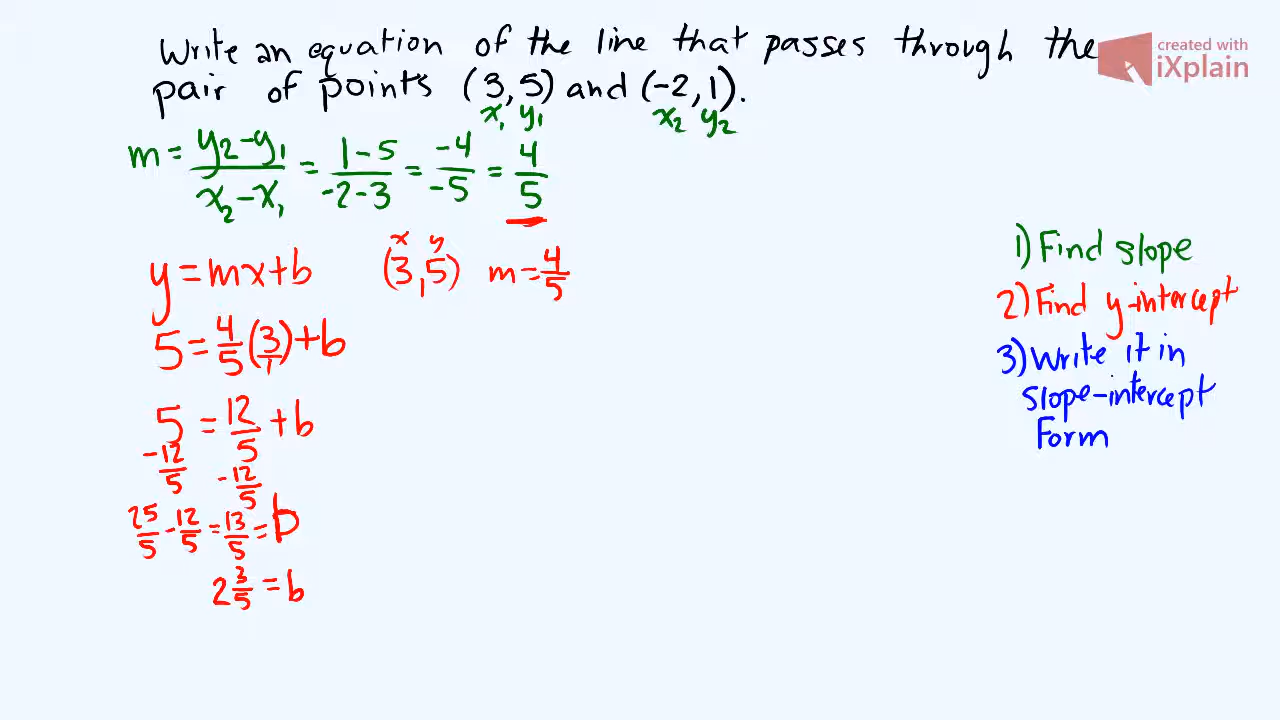 Write an equation of the line that passes through the
pair of points (3,5) and (-2,1).
x₁ y₁ x₂ y₂
created with
iXplain
m = (y₂-y₁)/(x₂-x₁) = (1-5)/(-2-3) = -4/-5 = 4/5
x y
y = mx+b (3,5) m = 4/5
5 = 4/5 (3/1) + b
5 = 12/5 + b
-12/5 -12/5
25/5 - 12/5 = 13/5 = b
2 3/5 = b
1) Find slope
2) Find y-intercept
3) Write it in
slope-intercept
Form